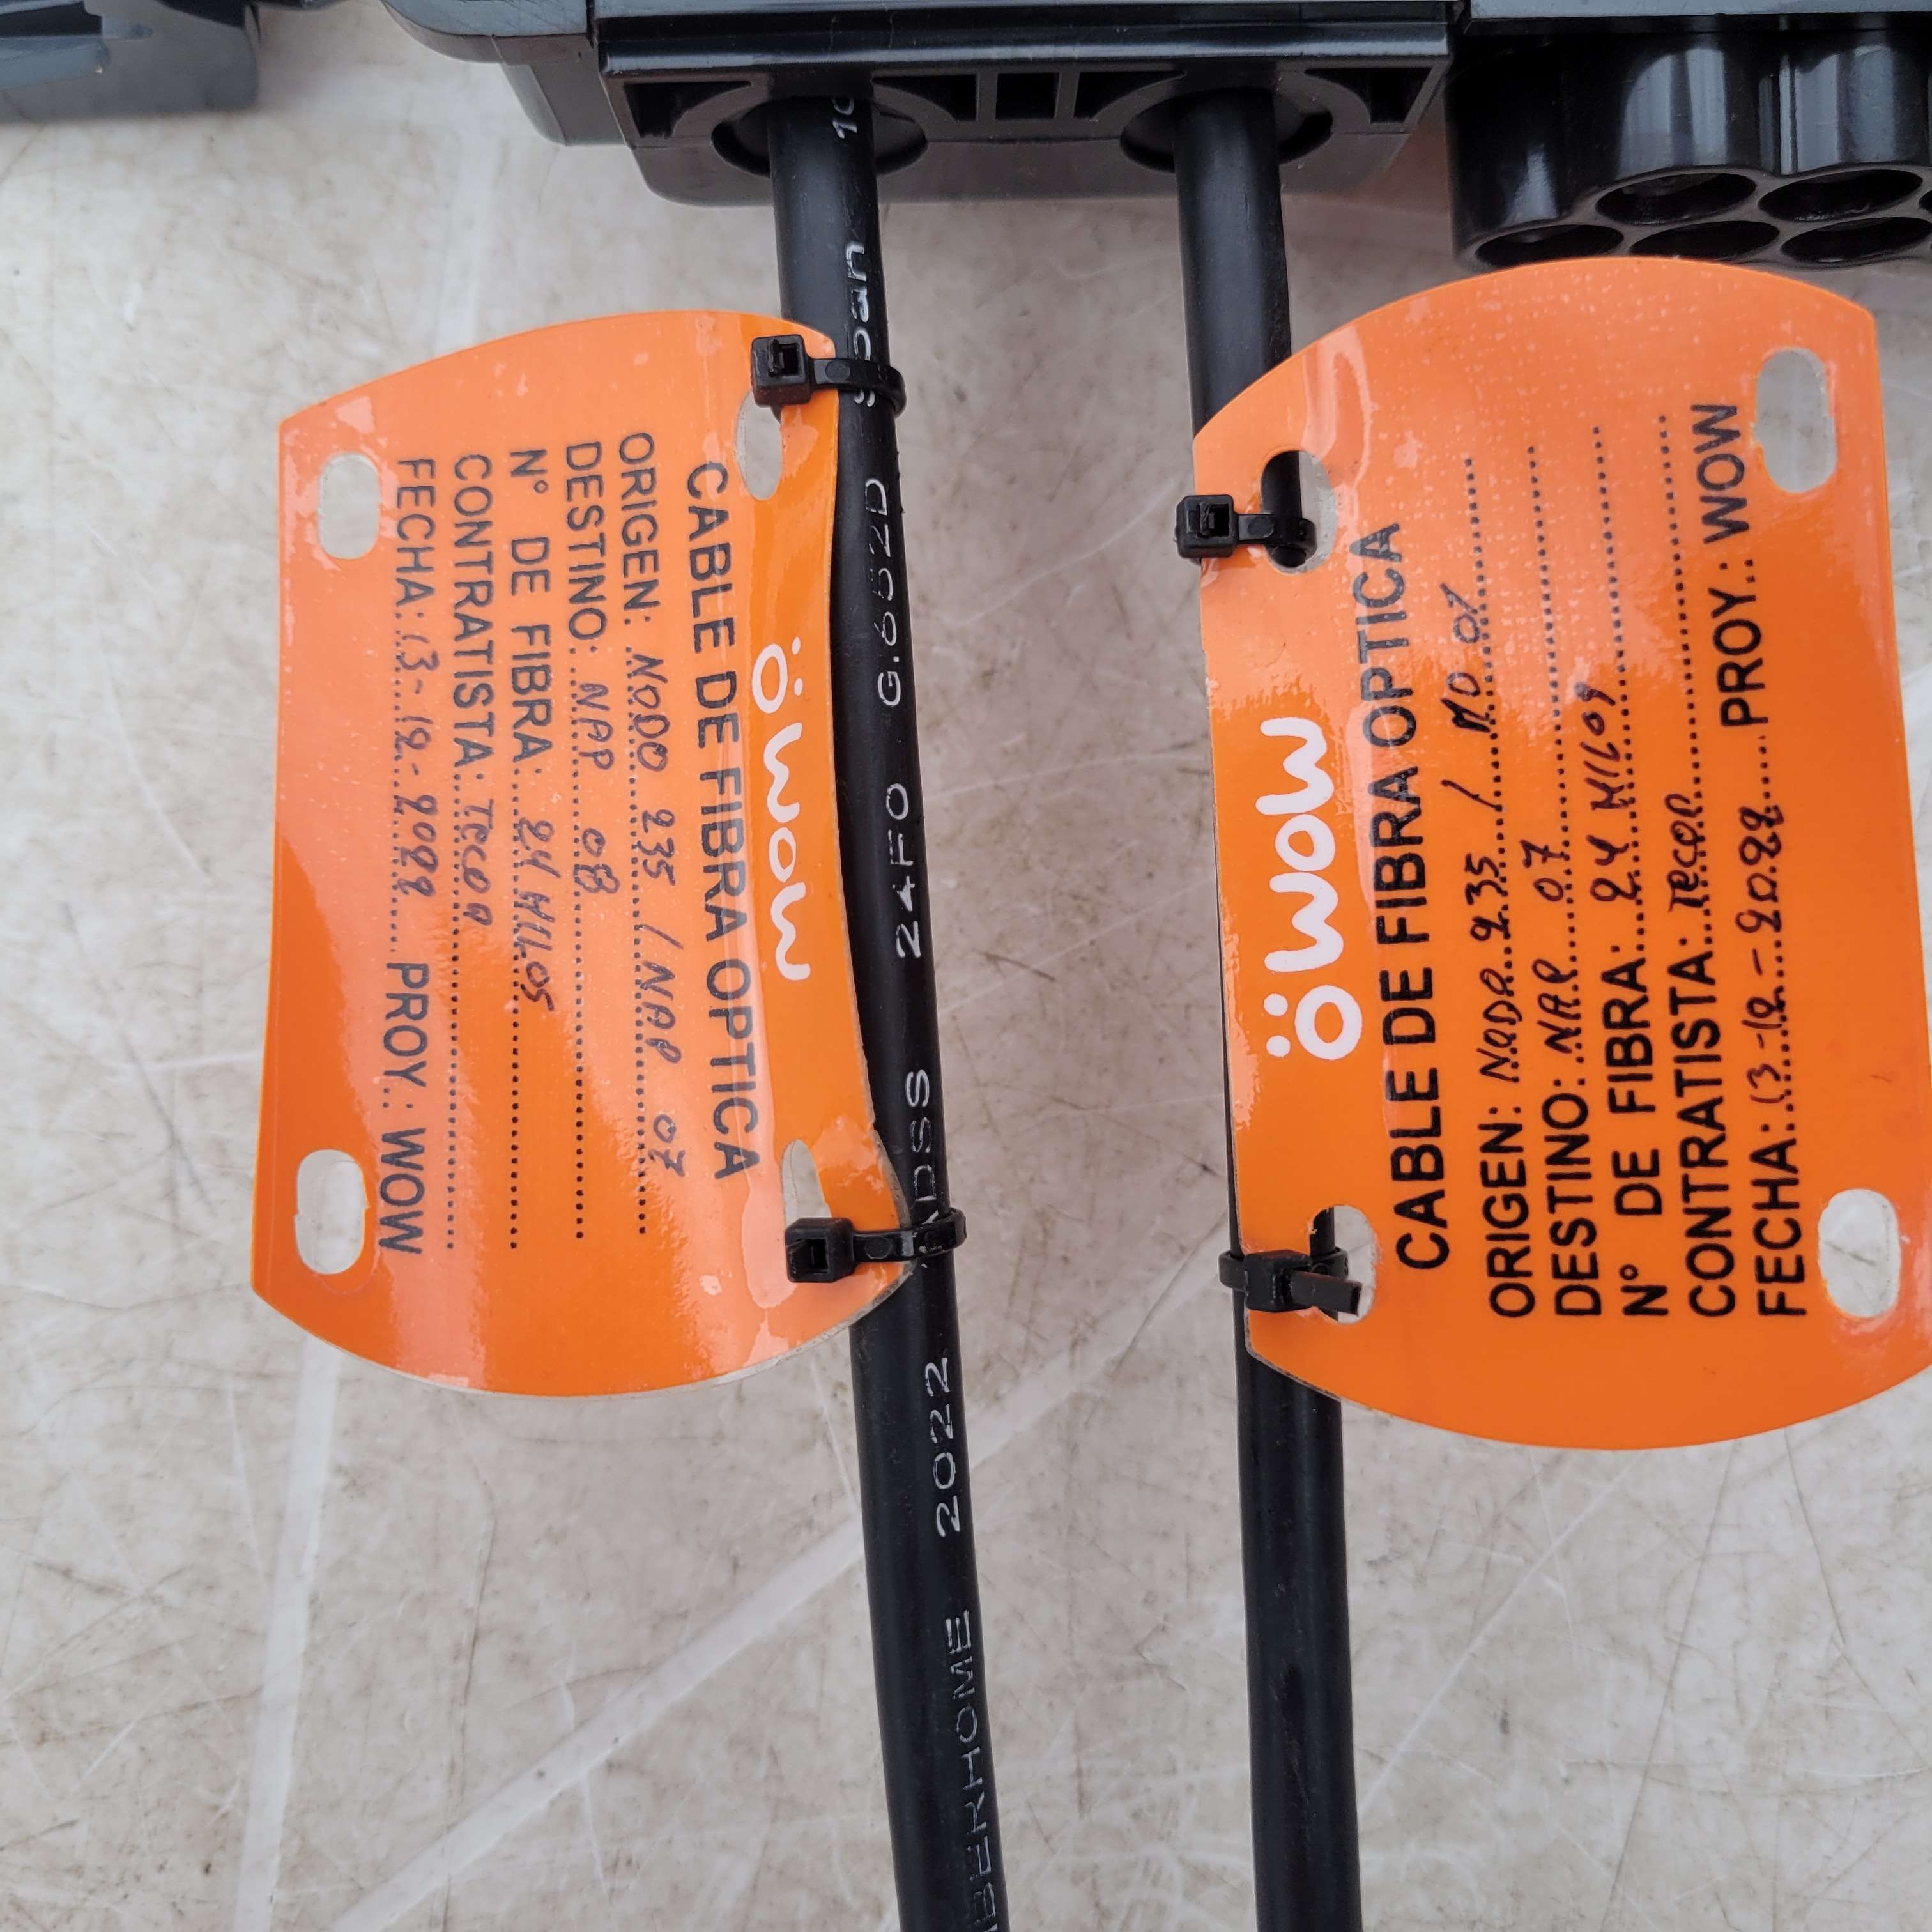 wow
CABLE DE FIBRA OPTICA
ORIGEN: NODO 235 / NAP 07
DESTINO: NAP 08
N° DE FIBRA: 24 HILOS
CONTRATISTA: TECOR
FECHA: 13-12-2022 PROY.: WOW
span G.652D 24FO ADSS 2022
wow
CABLE DE FIBRA OPTICA
ORIGEN: NODO 235 / MO 01
DESTINO: NAP 07
N° DE FIBRA: 24 HILOS
CONTRATISTA: TECOR
FECHA: 13-12-2022 PROY.: WOW